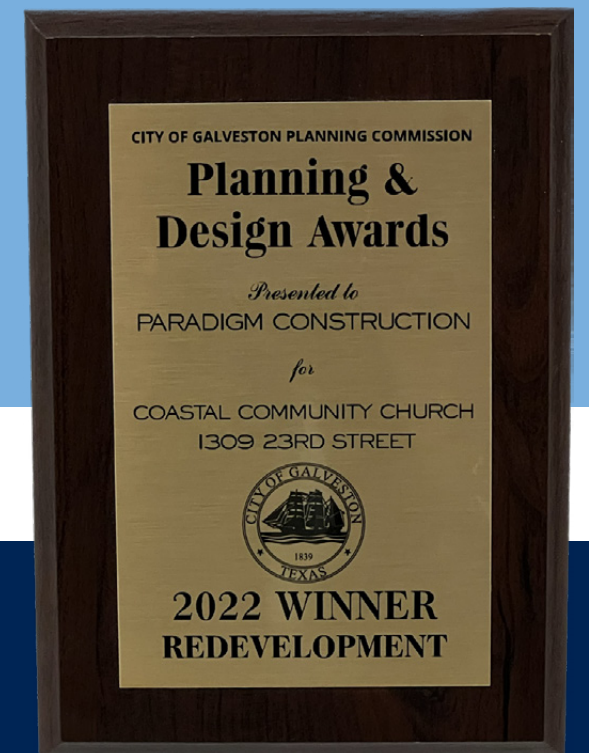 CITY OF GALVESTON PLANNING COMMISSION
Planning &
Design Awards
Presented to
PARADIGM CONSTRUCTION
for
COASTAL COMMUNITY CHURCH
1309 23RD STREET
CITY OF GALVESTON
1839
TEXAS
2022 WINNER
REDEVELOPMENT